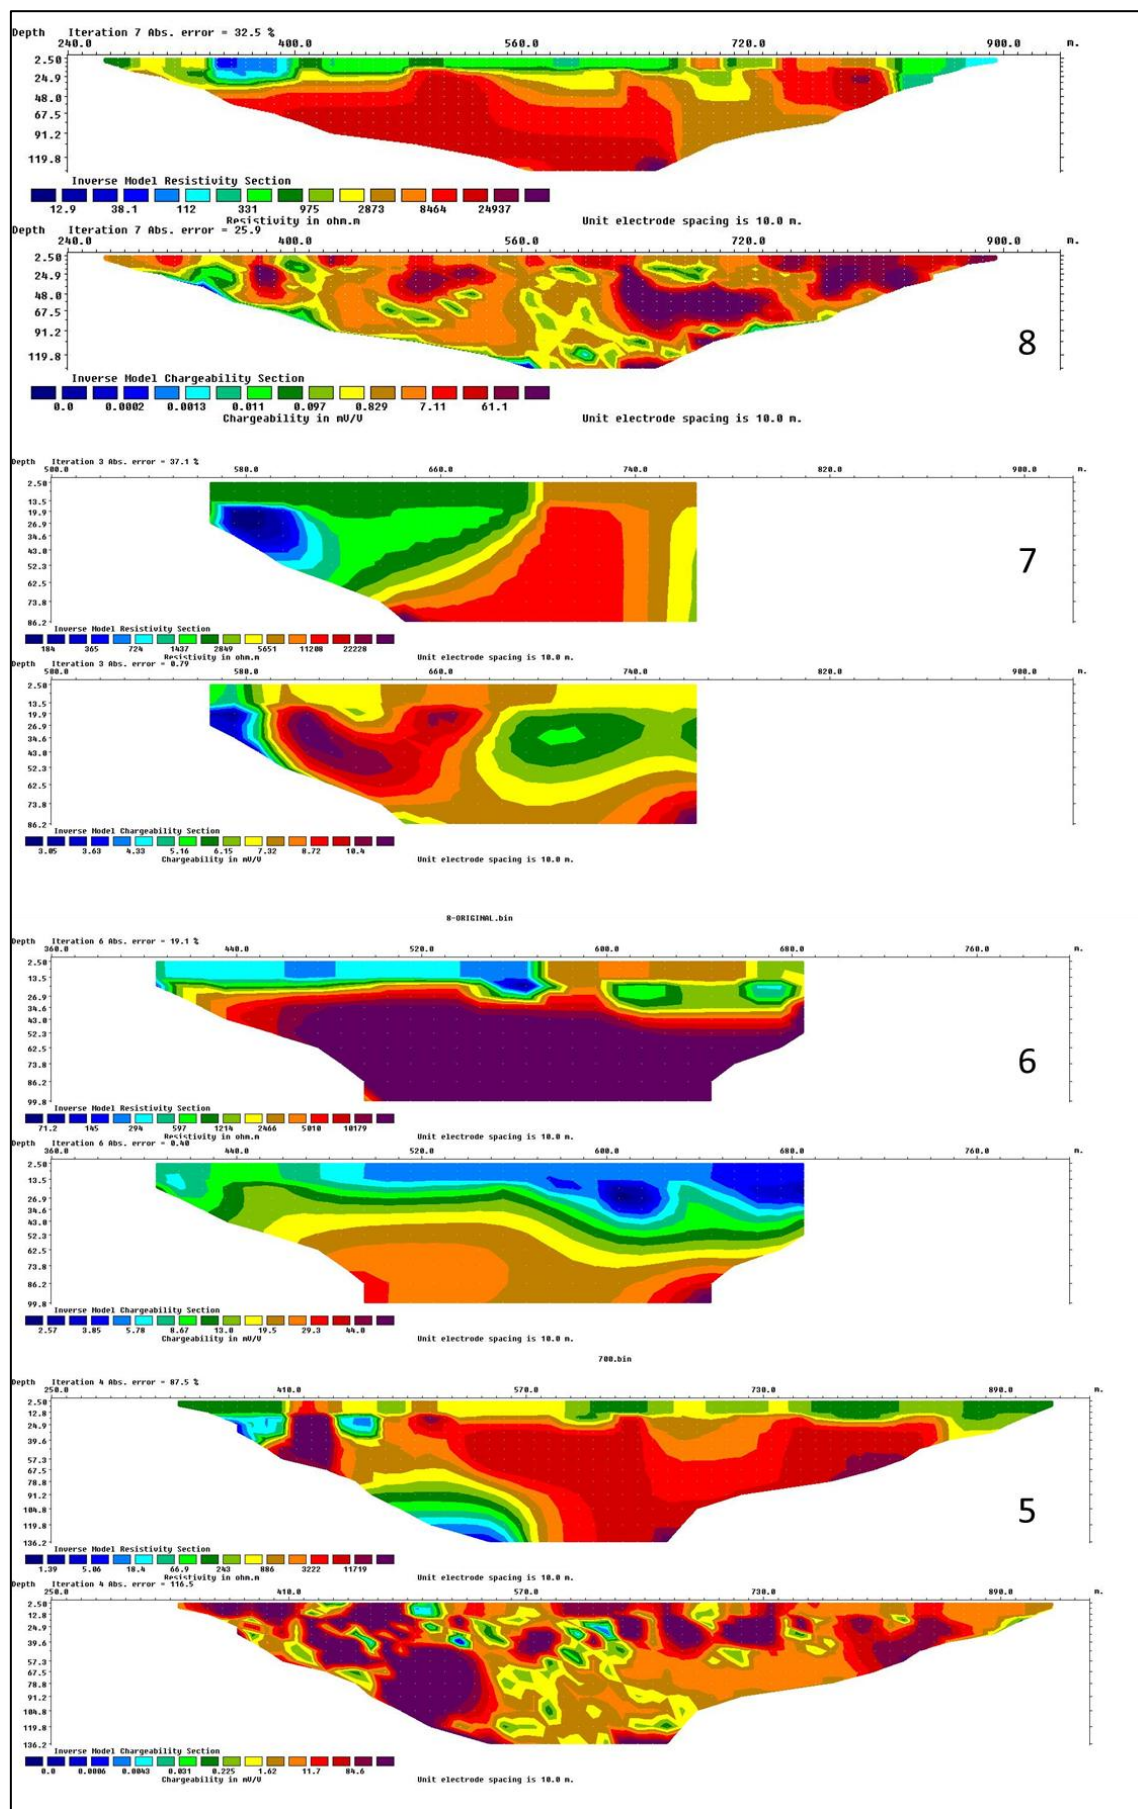 Depth Iteration 7 Abs. error = 32.5 %
240.0 400.0 560.0 720.0 900.0 m.
2.50
24.9
48.0
67.5
91.2
119.8
Inverse Model Resistivity Section
12.9 38.1 112 331 975 2873 8464 24937
Resistivity in ohm.m Unit electrode spacing is 10.0 m.
Depth Iteration 7 Abs. error = 25.9
240.0 400.0 560.0 720.0 900.0 m.
2.50
24.9
48.0
67.5
91.2
119.8
8
Inverse Model Chargeability Section
0.0 0.0002 0.0013 0.011 0.097 0.829 7.11 61.1
Chargeability in mV/V Unit electrode spacing is 10.0 m.
Depth Iteration 3 Abs. error = 37.1 %
500.0 580.0 660.0 740.0 820.0 900.0 m.
2.50
13.5
19.9
26.9
34.6
43.0
52.3
62.5
73.8
86.2
7
Inverse Model Resistivity Section
184 365 724 1437 2849 5651 11208 22228
Resistivity in ohm.m Unit electrode spacing is 10.0 m.
Depth Iteration 3 Abs. error = 0.79
500.0 580.0 660.0 740.0 820.0 900.0 m.
2.50
13.5
19.9
26.9
34.6
43.0
52.3
62.5
73.8
86.2
Inverse Model Chargeability Section
3.05 3.63 4.33 5.16 6.15 7.32 8.72 10.4
Chargeability in mV/V Unit electrode spacing is 10.0 m.
8-ORIGINAL.bin
Depth Iteration 6 Abs. error = 19.1 %
360.0 440.0 520.0 600.0 680.0 760.0 m.
2.50
13.5
26.9
34.6
43.0
52.3
62.5
73.8
86.2
99.8
6
Inverse Model Resistivity Section
71.2 145 294 597 1214 2466 5010 10179
Resistivity in ohm.m Unit electrode spacing is 10.0 m.
Depth Iteration 6 Abs. error = 0.40
360.0 440.0 520.0 600.0 680.0 760.0 m.
2.50
13.5
26.9
34.6
43.0
52.3
62.5
73.8
86.2
99.8
Inverse Model Chargeability Section
2.57 3.85 5.78 8.67 13.0 19.5 29.3 44.0
Chargeability in mV/V Unit electrode spacing is 10.0 m.
700.bin
Depth Iteration 4 Abs. error = 87.5 %
250.0 410.0 570.0 730.0 890.0 m.
2.50
12.8
24.9
39.6
57.3
67.5
78.8
91.2
104.8
119.8
136.2
5
Inverse Model Resistivity Section
1.39 5.06 18.4 66.9 243 886 3222 11719
Resistivity in ohm.m Unit electrode spacing is 10.0 m.
Depth Iteration 4 Abs. error = 116.5
250.0 410.0 570.0 730.0 890.0 m.
2.50
12.8
24.9
39.6
57.3
67.5
78.8
91.2
104.8
119.8
136.2
Inverse Model Chargeability Section
0.0 0.0006 0.0043 0.031 0.225 1.62 11.7 84.6
Chargeability in mV/V Unit electrode spacing is 10.0 m.